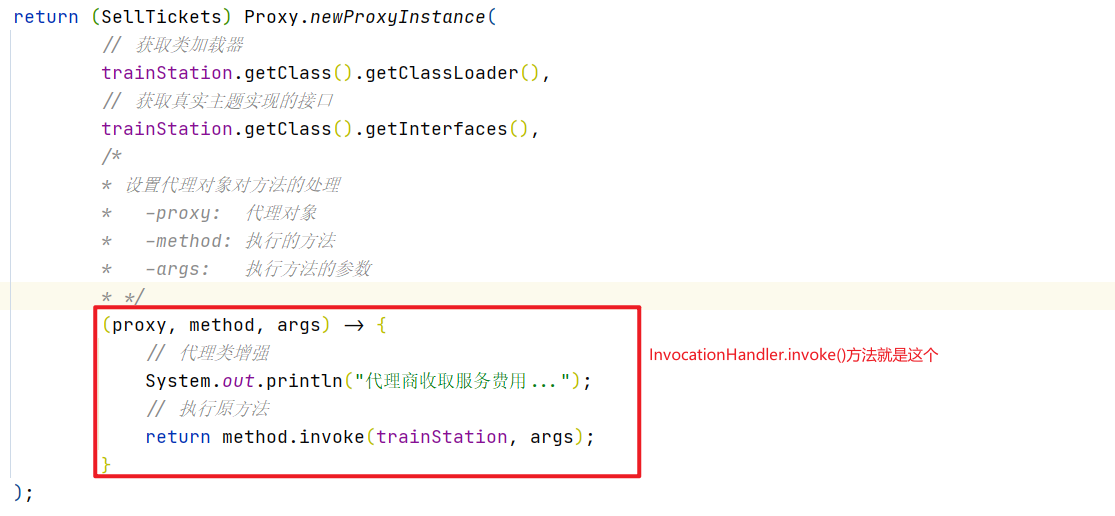 return (SellTickets) Proxy.newProxyInstance(
// 获取类加载器
trainStation.getClass().getClassLoader(),
// 获取真实主题实现的接口
trainStation.getClass().getInterfaces(),
/*
* 设置代理对象对方法的处理
* -proxy: 代理对象
* -method: 执行的方法
* -args: 执行方法的参数
* */
(proxy, method, args) -> {
// 代理类增强
InvocationHandler.invoke()方法就是这个
System.out.println("代理商收取服务费用...");
// 执行原方法
return method.invoke(trainStation, args);
}
);